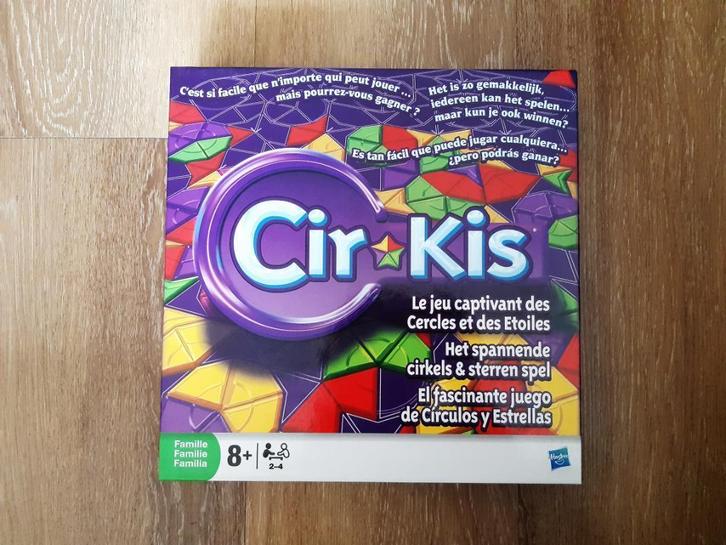 C'est si facile que n'importe qui peut jouer ...
mais pourrez-vous gagner ?
Het is zo gemakkelijk,
iedereen kan het spelen...
maar kun je ook winnen?
Es tan fácil que puede jugar cualquiera...
¿pero podrás ganar?
Cir Kis
Le jeu captivant des
Cercles et des Etoiles
Het spannende
cirkels & sterren spel
El fascinante juego
de Círculos y Estrellas
Famille
Familie
Familia
8+
2-4
Hasbro